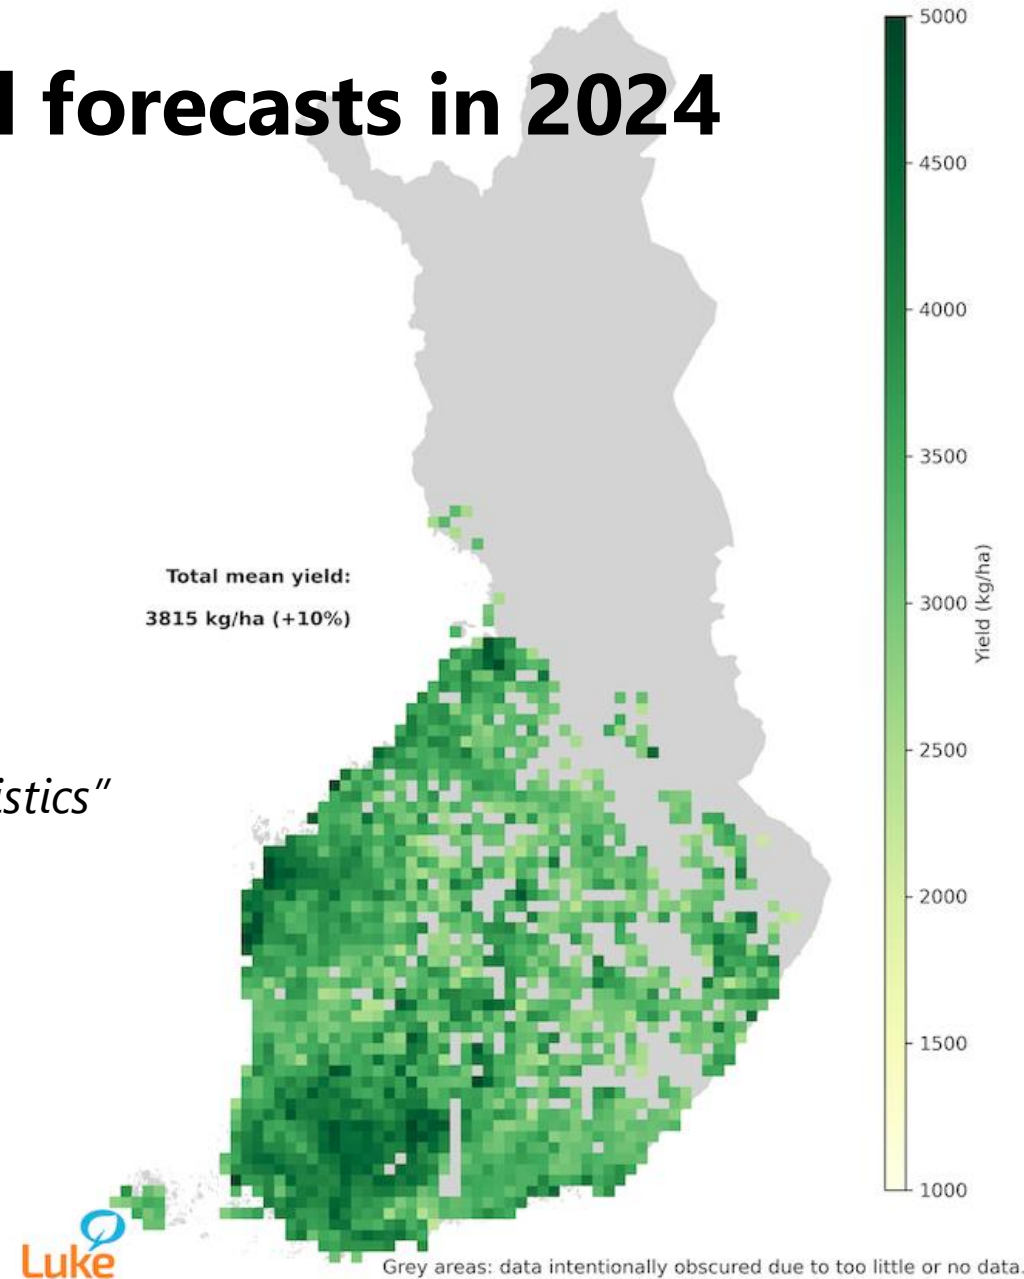 forecasts in 2024
5000
4500
4000
3500
3000
2500
2000
1500
1000
Yield (kg/ha)
Total mean yield:
3815 kg/ha (+10%)
istics”
Luke
Grey areas: data intentionally obscured due to too little or no data.